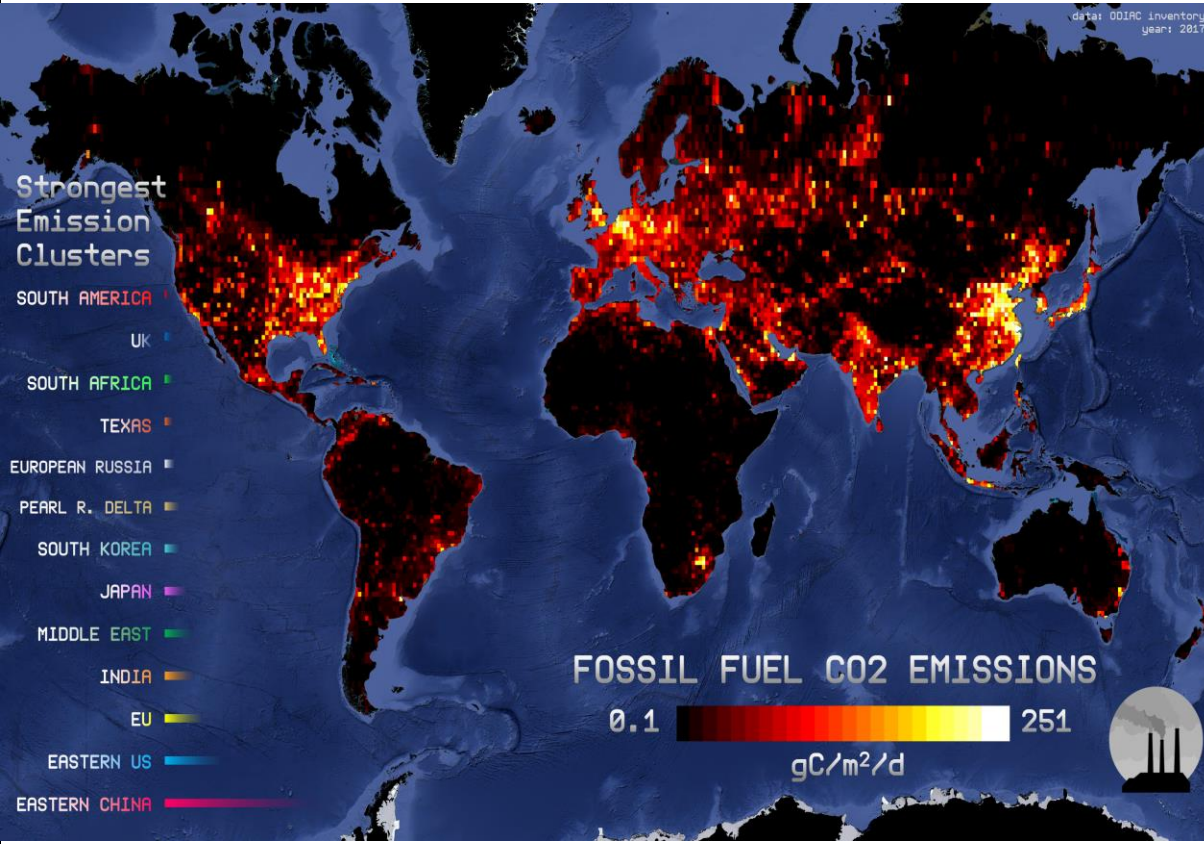 data: ODIAC inventory
year: 2017
Strongest
Emission
Clusters
SOUTH AMERICA
UK
SOUTH AFRICA
TEXAS
EUROPEAN RUSSIA
PEARL R. DELTA
SOUTH KOREA
JAPAN
MIDDLE EAST
INDIA
EU
EASTERN US
EASTERN CHINA
FOSSIL FUEL CO2 EMISSIONS
0.1 251
gC/m²/d